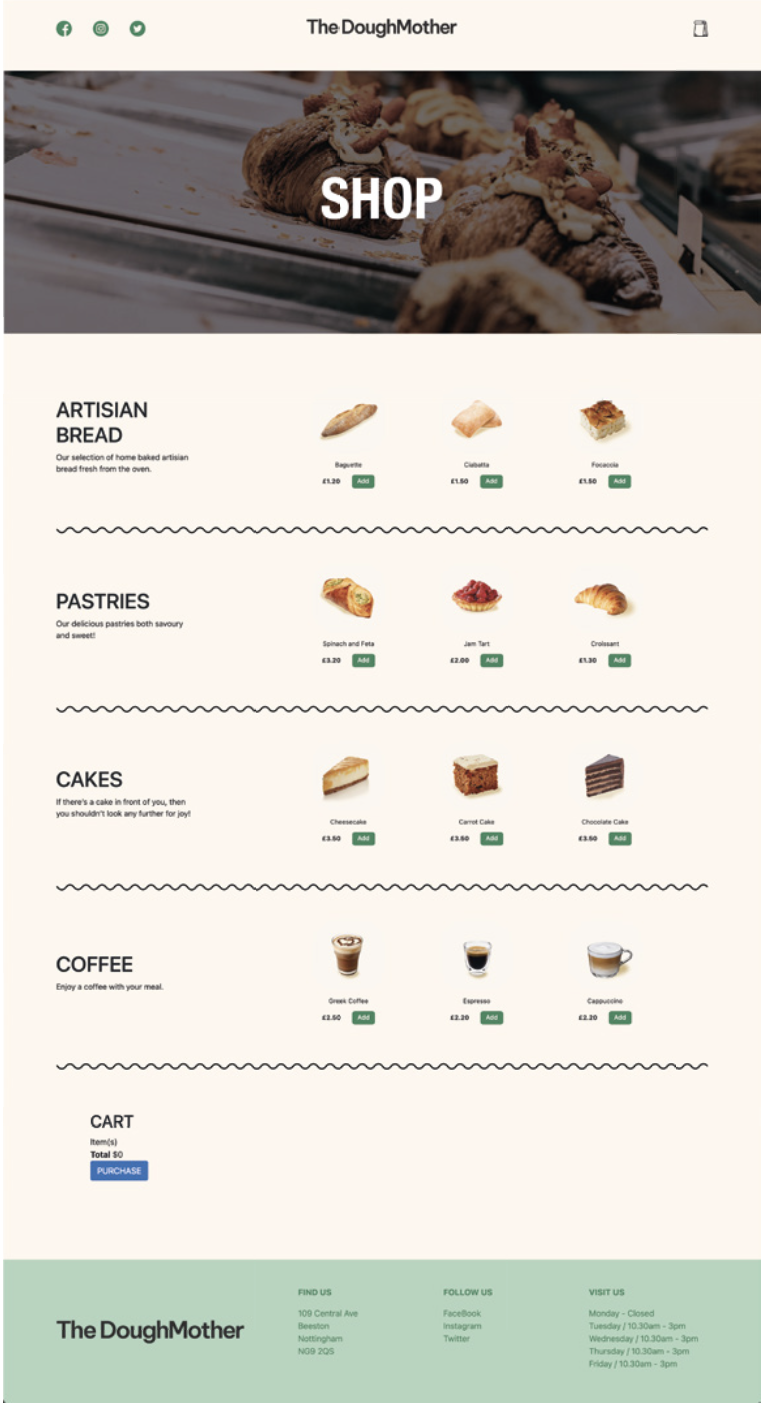 The DoughMother
SHOP
ARTISIAN
BREAD
Our selection of home baked artisian
bread fresh from the oven.
Baguette
£1.20 Add
Ciabatta
£1.50 Add
Focaccia
£1.50 Add
PASTRIES
Our delicious pastries both savoury
and sweet!
Spinach and Feta
£3.20 Add
Jam Tart
£2.00 Add
Croissant
£1.30 Add
CAKES
If there's a cake in front of you, then
you shouldn't look any further for joy!
Cheesecake
£3.50 Add
Carrot Cake
£3.50 Add
Chocolate Cake
£3.50 Add
COFFEE
Enjoy a coffee with your meal.
Greek Coffee
£2.50 Add
Espresso
£2.20 Add
Cappuccino
£2.20 Add
CART
Item(s)
Total $0
PURCHASE
The DoughMother
FIND US
109 Central Ave
Beeston
Nottingham
NG9 2QS
FOLLOW US
FaceBook
Instagram
Twitter
VISIT US
Monday - Closed
Tuesday / 10.30am - 3pm
Wednesday / 10.30am - 3pm
Thursday / 10.30am - 3pm
Friday / 10.30am - 3pm